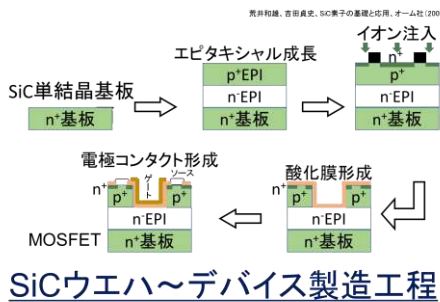 荒井和雄、吉田貞史、SiC素子の基礎と応用、オーム社(200
イオン注入
エピタキシャル成長
n⁺
p⁺EPI
p⁺
SiC単結晶基板
n⁻EPI
n⁻EPI
n⁺基板
n⁺基板
n⁺基板
電極コンタクト形成
ゲート
ソース
酸化膜形成
n⁺
p⁺
p⁺
n⁺
p⁺
p⁺
n⁻EPI
n⁻EPI
MOSFET
n⁺基板
n⁺基板
SiCウエハ~デバイス製造工程